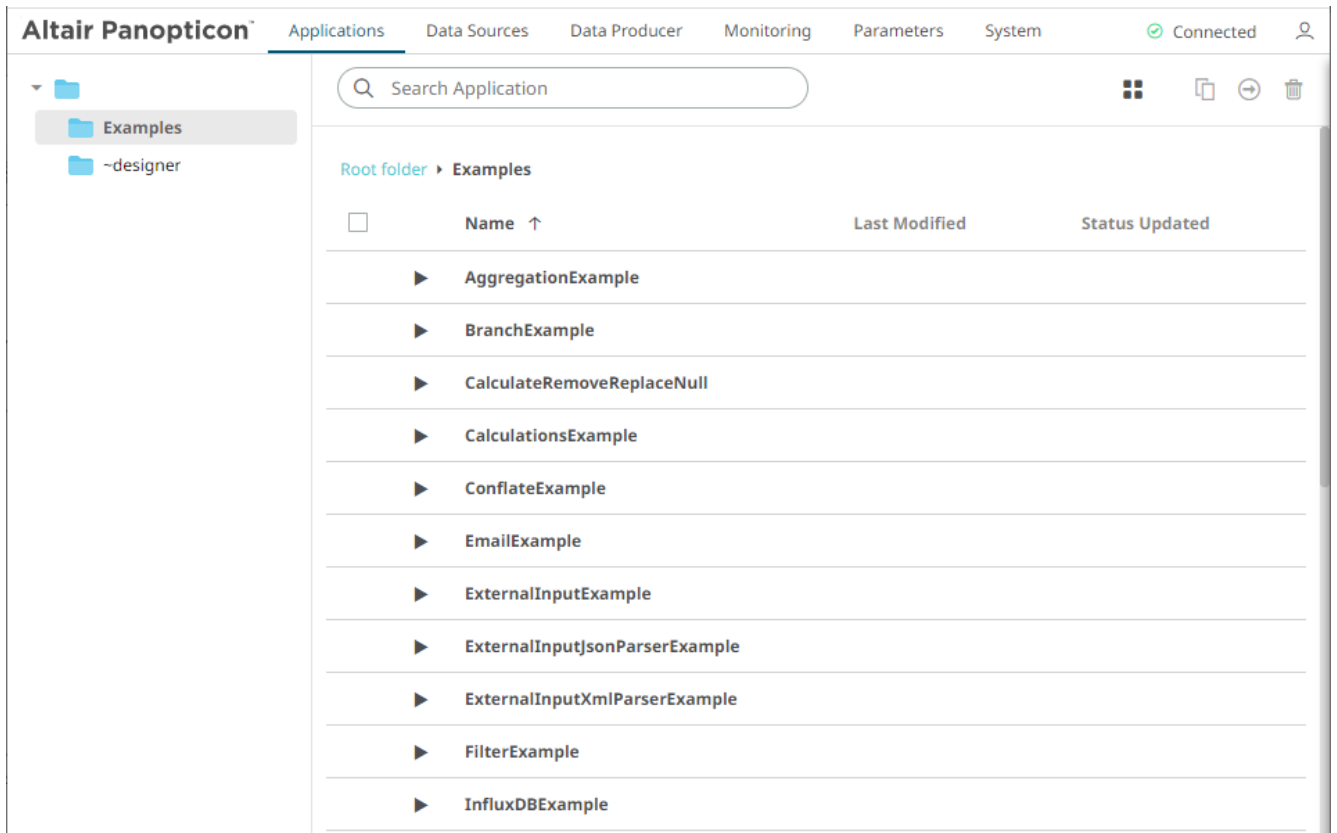 Altair Panopticon™ Applications Data Sources Data Producer Monitoring Parameters System Connected
Search Application
Examples
~designer
Root folder Examples
Name ↑ Last Modified Status Updated
AggregationExample
BranchExample
CalculateRemoveReplaceNull
CalculationsExample
ConflateExample
EmailExample
ExternalInputExample
ExternalInputJsonParserExample
ExternalInputXmlParserExample
FilterExample
InfluxDBExample